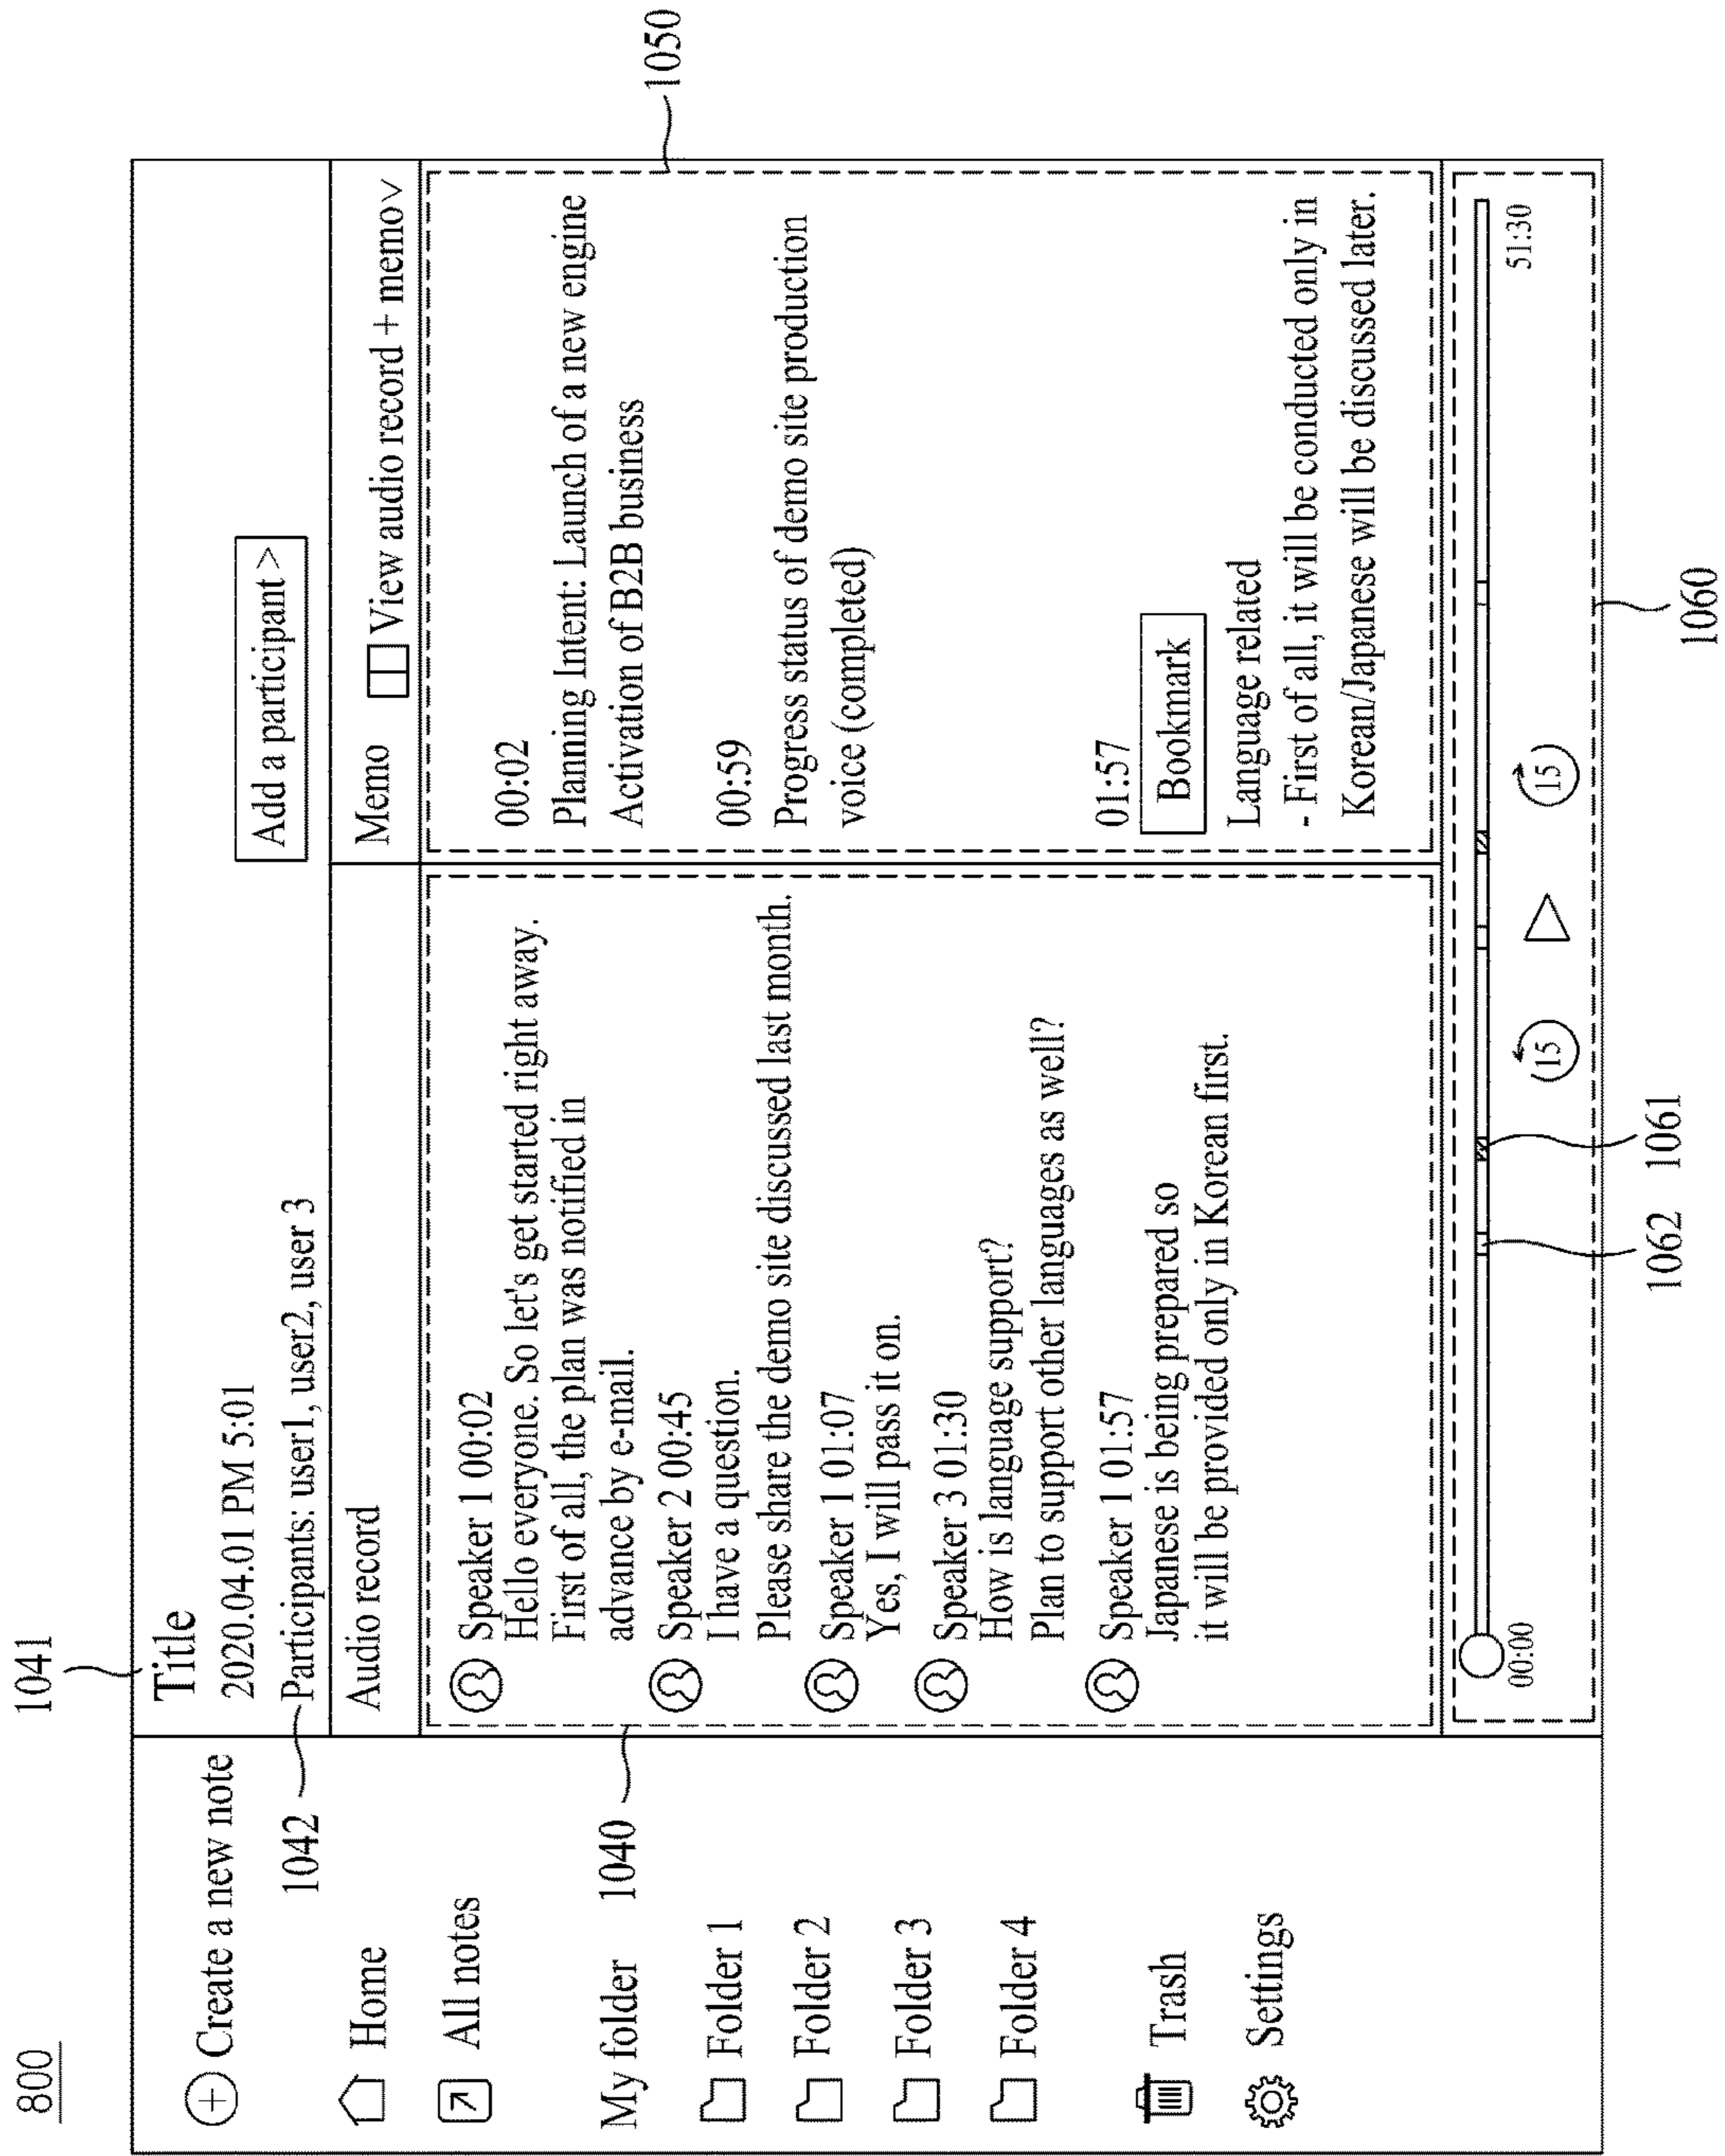 800
1041
Create a new note
1042
Home
All notes
My folder
1040
Folder 1
Folder 2
Folder 3
Folder 4
Trash
Settings
Title
2020.04.01 PM 5:01
Participants: user1, user2, user 3
Add a participant >
Audio record
Speaker 1 00:02
Hello everyone. So let's get started right away.
First of all, the plan was notified in
advance by e-mail.
Speaker 2 00:45
I have a question.
Please share the demo site discussed last month.
Speaker 1 01:07
Yes, I will pass it on.
Speaker 3 01:30
How is language support?
Plan to support other languages as well?
Speaker 1 01:57
Japanese is being prepared so
it will be provided only in Korean first.
Memo
View audio record + memo
00:02
Planning Intent: Launch of a new engine
Activation of B2B business
00:59
Progress status of demo site production
voice (completed)
01:57
Bookmark
Language related
- First of all, it will be conducted only in
Korean/Japanese will be discussed later.
1050
00:00
15
15
51:30
1062
1061
1060